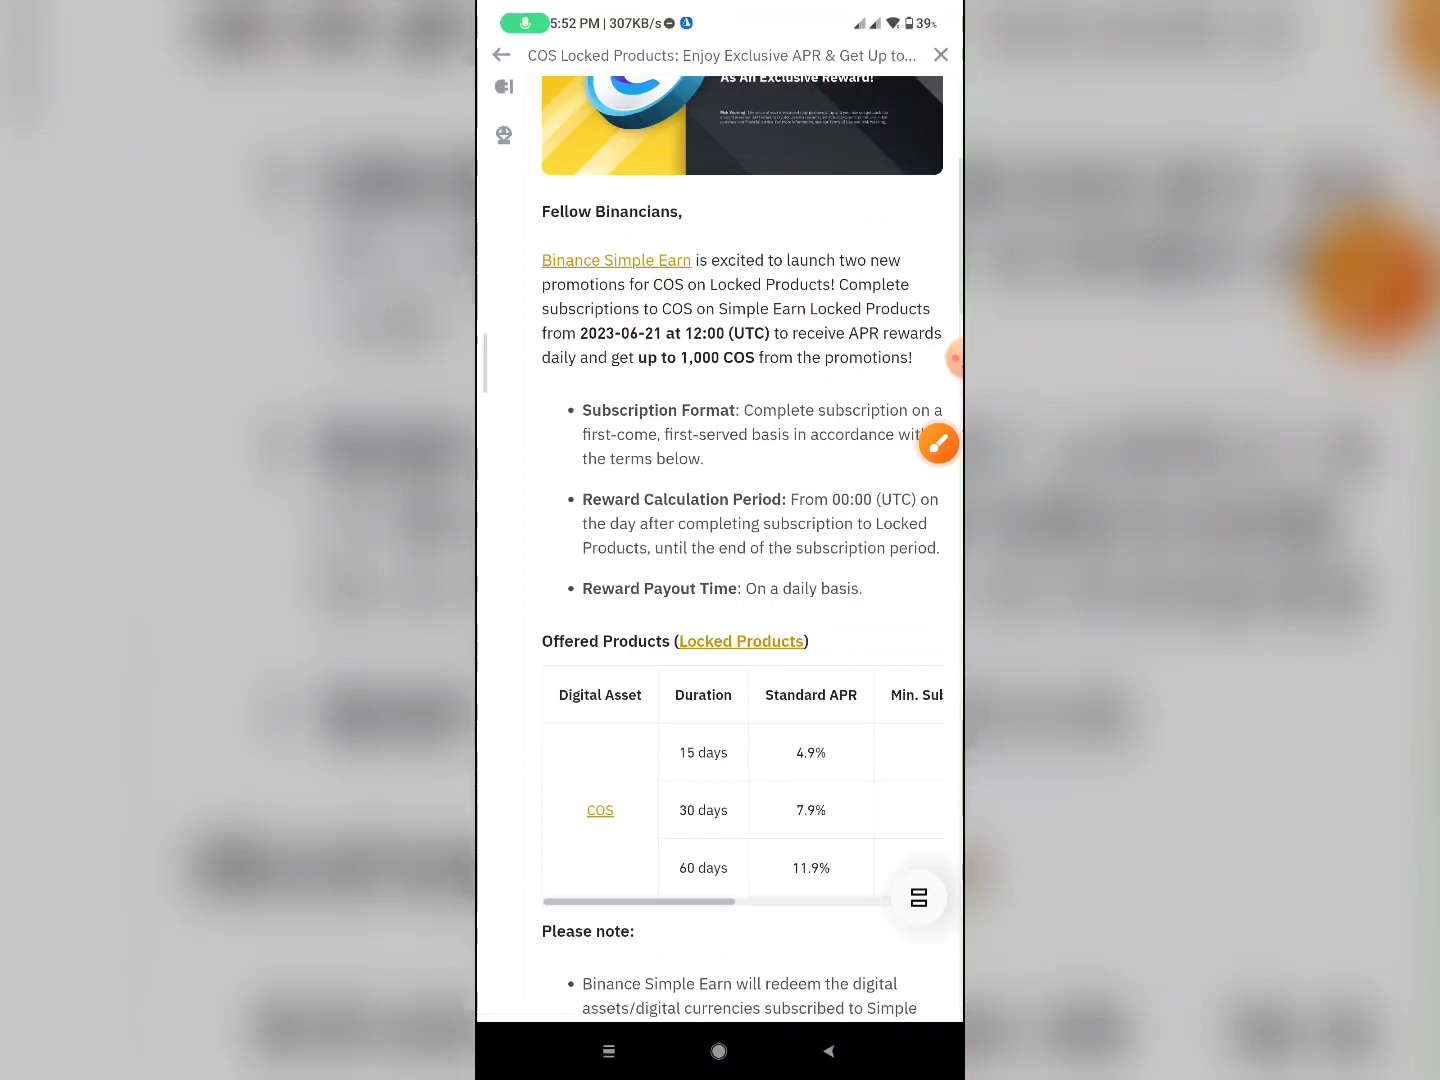 5:52 PM | 307KB/s
39%
COS Locked Products: Enjoy Exclusive APR & Get Up to...
As An Exclusive Reward!
Fellow Binancians,
Binance Simple Earn is excited to launch two new
promotions for COS on Locked Products! Complete
subscriptions to COS on Simple Earn Locked Products
from 2023-06-21 at 12:00 (UTC) to receive APR rewards
daily and get up to 1,000 COS from the promotions!
• Subscription Format: Complete subscription on a
first-come, first-served basis in accordance wit
the terms below.
• Reward Calculation Period: From 00:00 (UTC) on
the day after completing subscription to Locked
Products, until the end of the subscription period.
• Reward Payout Time: On a daily basis.
Offered Products (Locked Products)
Digital Asset Duration Standard APR Min. Sub
15 days 4.9%
COS 30 days 7.9%
60 days 11.9%
Please note:
• Binance Simple Earn will redeem the digital
assets/digital currencies subscribed to Simple